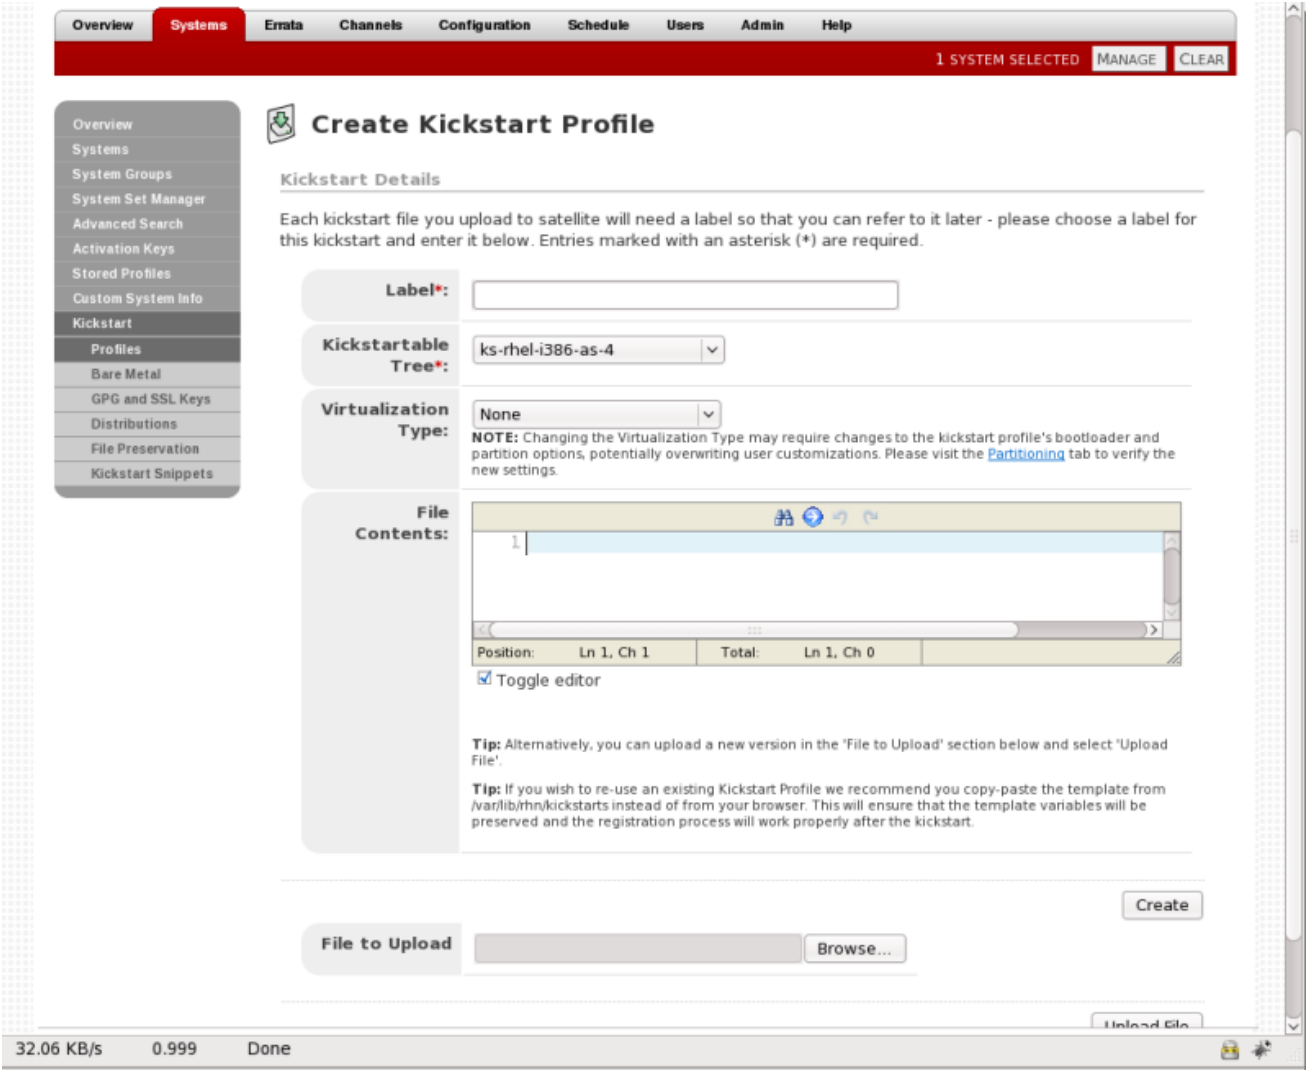 Overview Systems Errata Channels Configuration Schedule Users Admin Help
1 SYSTEM SELECTED MANAGE CLEAR
Overview
Systems
System Groups
System Set Manager
Advanced Search
Activation Keys
Stored Profiles
Custom System Info
Kickstart
Profiles
Bare Metal
GPG and SSL Keys
Distributions
File Preservation
Kickstart Snippets
Create Kickstart Profile
Kickstart Details
Each kickstart file you upload to satellite will need a label so that you can refer to it later - please choose a label for
this kickstart and enter it below. Entries marked with an asterisk (*) are required.
Label*:
Kickstartable
Tree*:
ks-rhel-i386-as-4
Virtualization
Type:
None
NOTE: Changing the Virtualization Type may require changes to the kickstart profile's bootloader and
partition options, potentially overwriting user customizations. Please visit the Partitioning tab to verify the
new settings.
File
Contents:
1
Position: Ln 1, Ch 1 Total: Ln 1, Ch 0
Toggle editor
Tip: Alternatively, you can upload a new version in the 'File to Upload' section below and select 'Upload
File'.
Tip: If you wish to re-use an existing Kickstart Profile we recommend you copy-paste the template from
/var/lib/rhn/kickstarts instead of from your browser. This will ensure that the template variables will be
preserved and the registration process will work properly after the kickstart.
Create
File to Upload
Browse...
Upload File
32.06 KB/s 0.999 Done